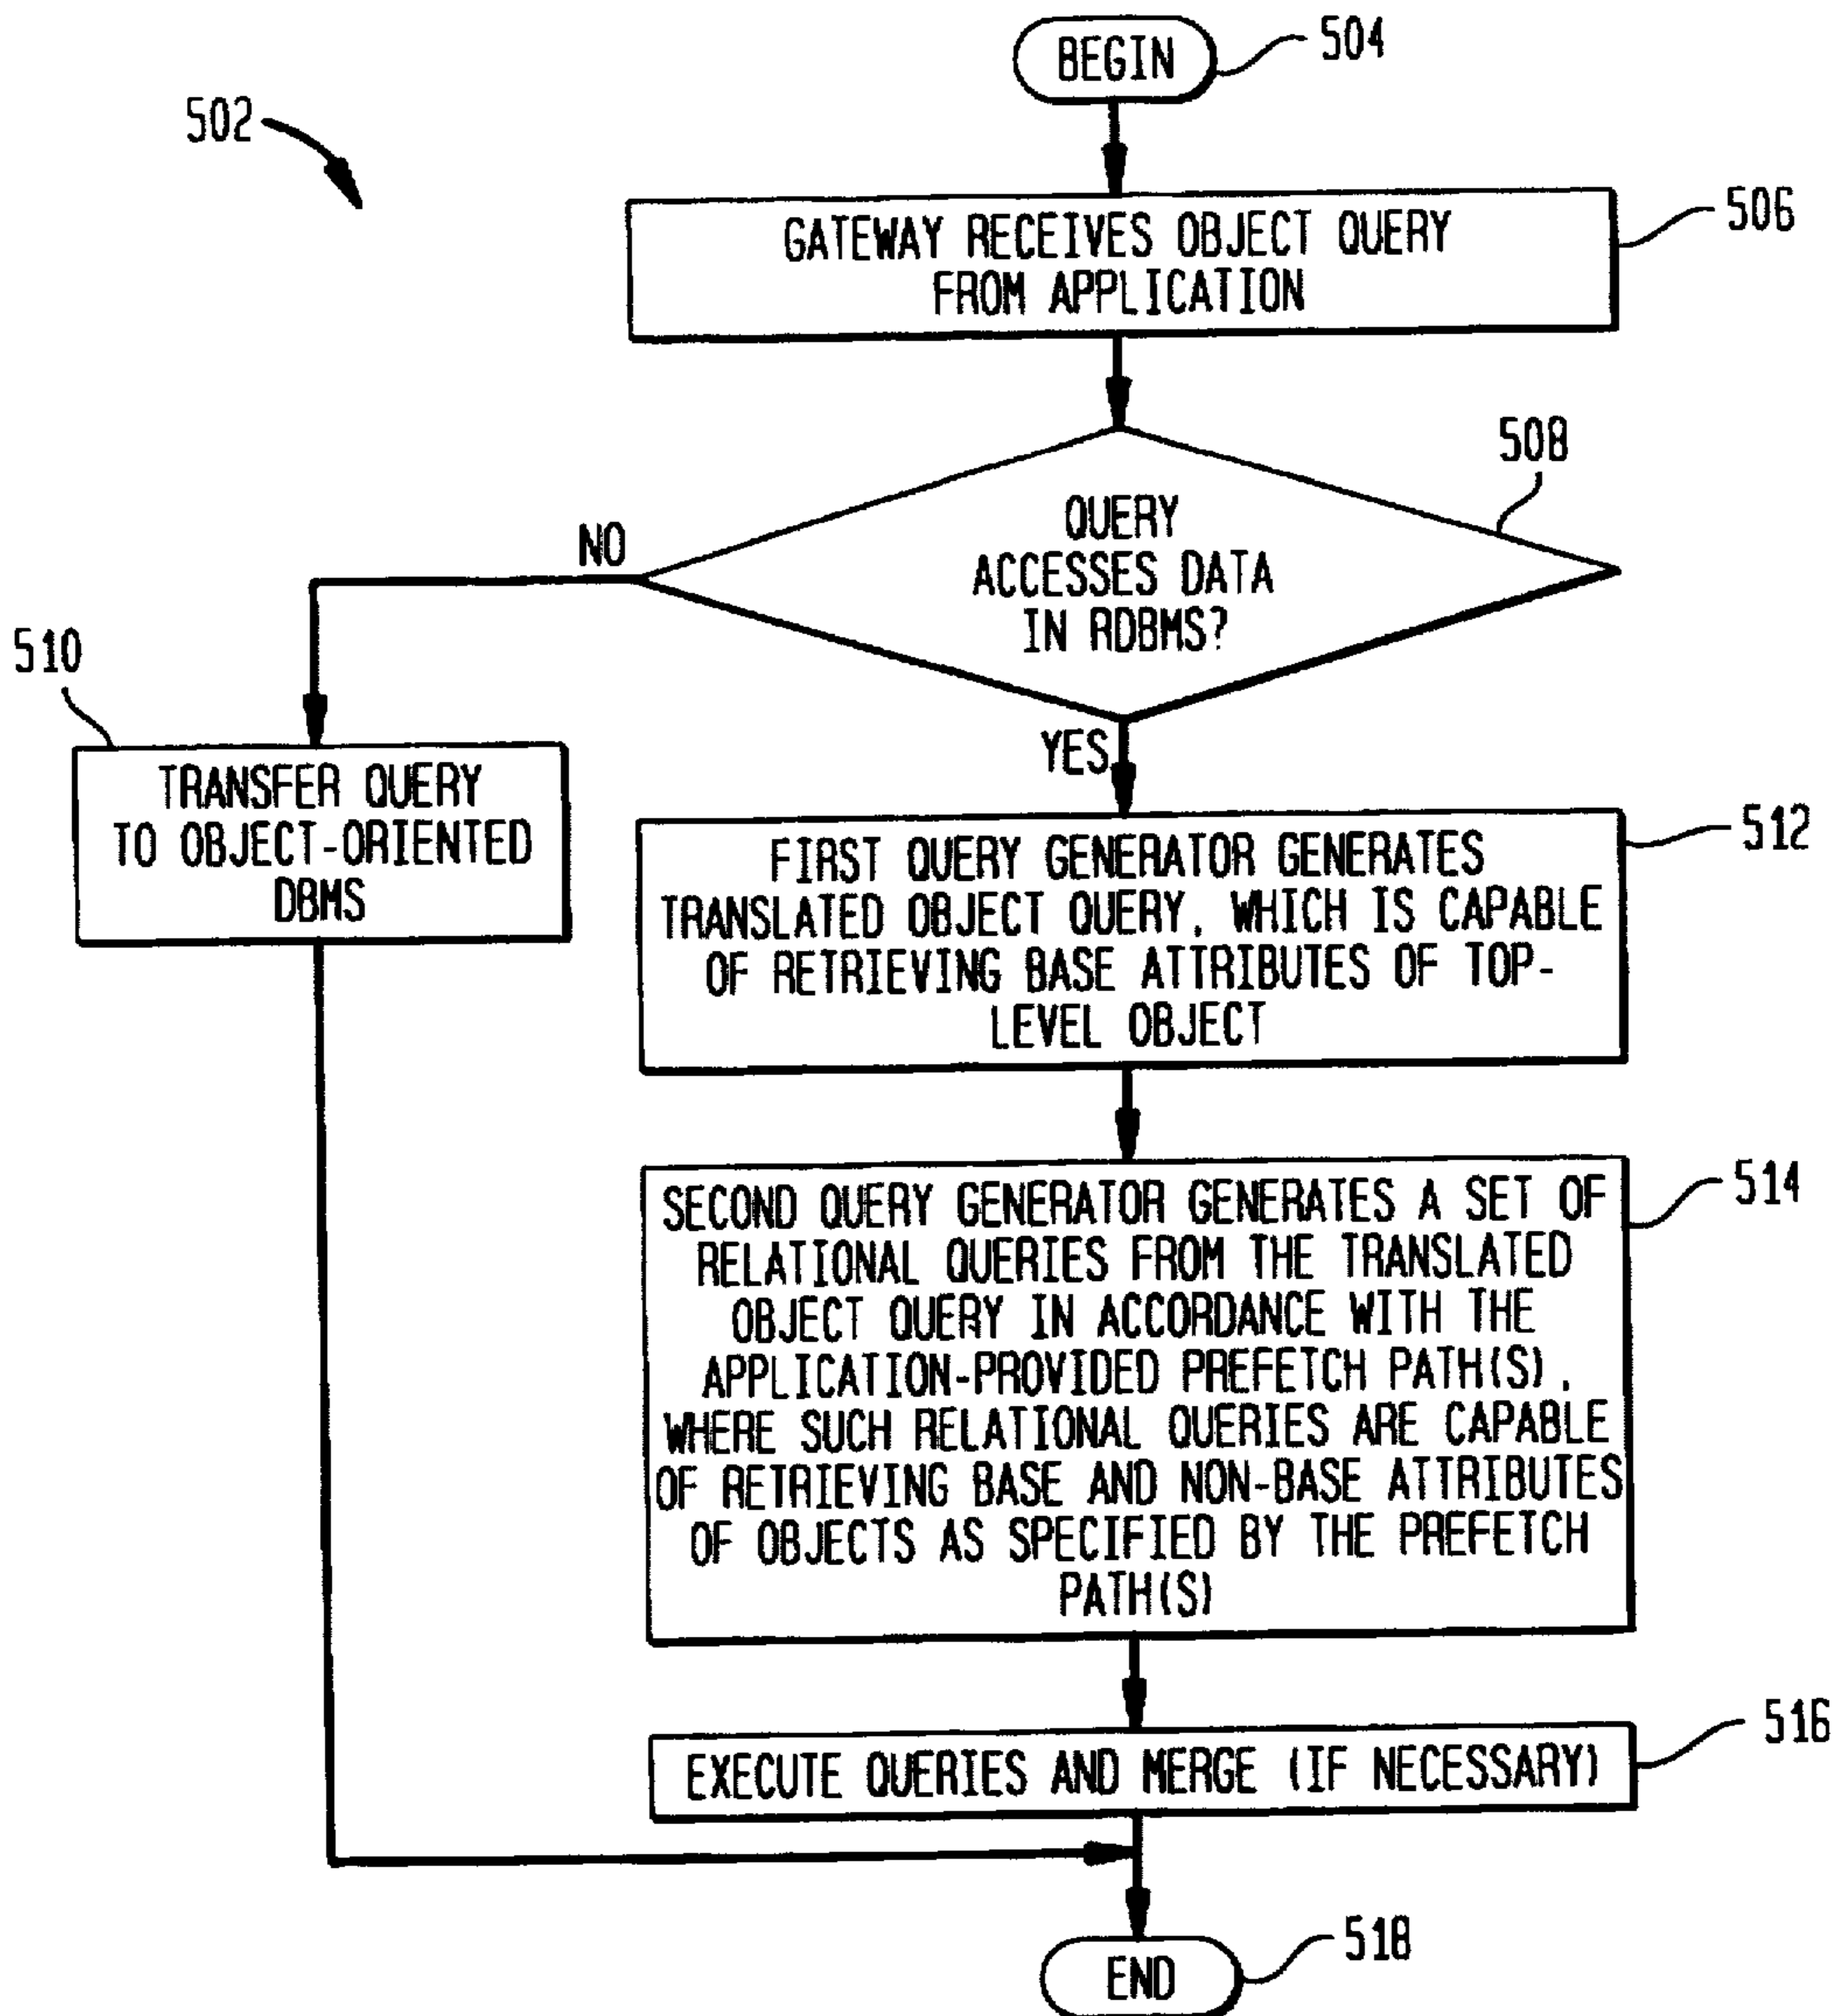 BEGIN
504
502
GATEWAY RECEIVES OBJECT QUERY
FROM APPLICATION
506
508
QUERY
ACCESSES DATA
IN RDBMS?
NO
YES
510
TRANSFER QUERY
TO OBJECT-ORIENTED
DBMS
512
FIRST QUERY GENERATOR GENERATES
TRANSLATED OBJECT QUERY, WHICH IS CAPABLE
OF RETRIEVING BASE ATTRIBUTES OF TOP-
LEVEL OBJECT
514
SECOND QUERY GENERATOR GENERATES A SET OF
RELATIONAL QUERIES FROM THE TRANSLATED
OBJECT QUERY IN ACCORDANCE WITH THE
APPLICATION-PROVIDED PREFETCH PATH(S),
WHERE SUCH RELATIONAL QUERIES ARE CAPABLE
OF RETRIEVING BASE AND NON-BASE ATTRIBUTES
OF OBJECTS AS SPECIFIED BY THE PREFETCH
PATH(S)
516
EXECUTE QUERIES AND MERGE (IF NECESSARY)
518
END